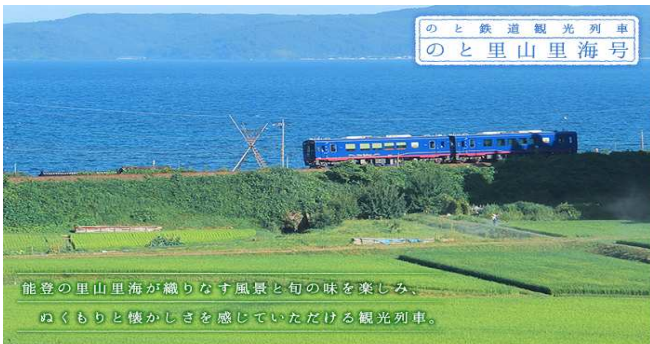 のと鉄道観光列車
のと里山里海号
能登の里山里海が織りなす風景と旬の味を楽しみ、
ぬくもりと懐かしさを感じていただける観光列車。